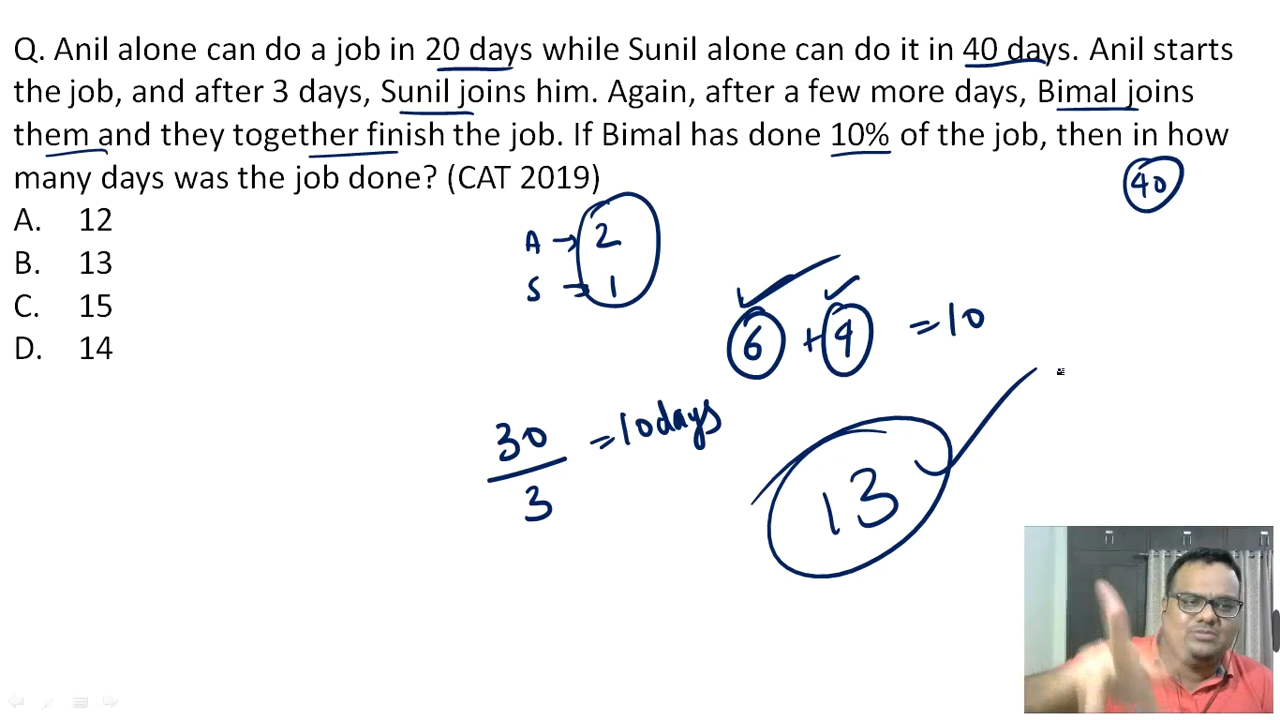 Q. Anil alone can do a job in 20 days while Sunil alone can do it in 40 days. Anil starts
the job, and after 3 days, Sunil joins him. Again, after a few more days, Bimal joins
them and they together finish the job. If Bimal has done 10% of the job, then in how
many days was the job done? (CAT 2019)
40
A. 12
B. 13
C. 15
D. 14
A → 2
S → 1
6 + 4 = 10
30
3
= 10 days
13